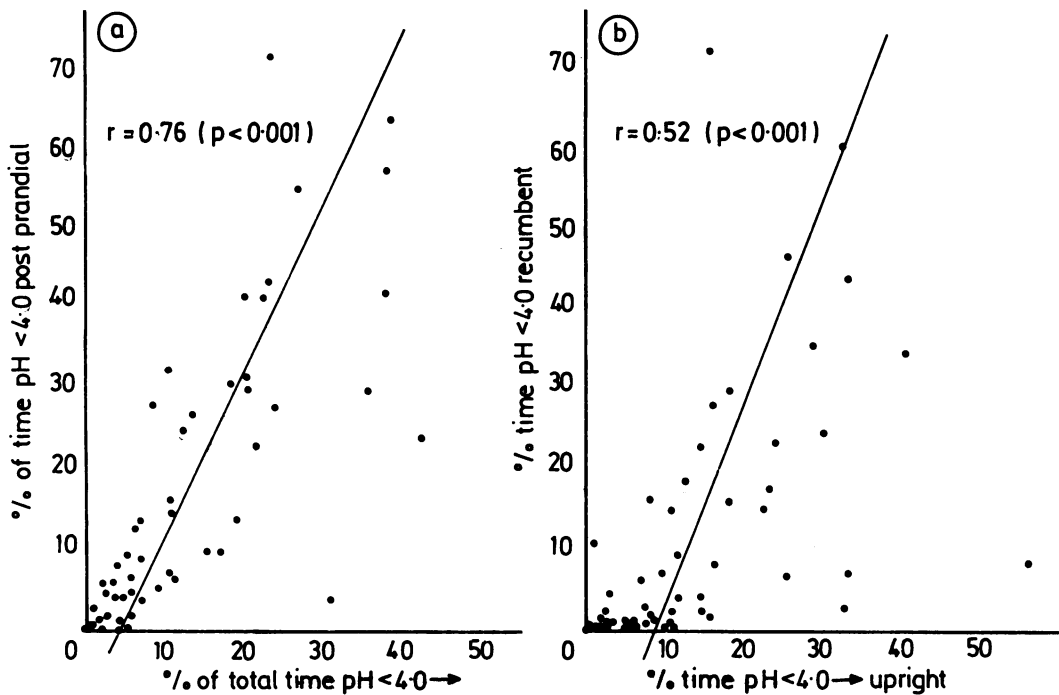 a
70
60
50
40
30
20
10
0
r = 0.76 (p<0.001)
% of time pH <4.0 post prandial
10 20 30 40 50
% of total time pH<4.0→
b
70
60
50
40
30
20
10
0
r=0.52 (p<0.001)
% time pH <4.0 recumbent
10 20 30 40 50
% time pH<4.0→ upright